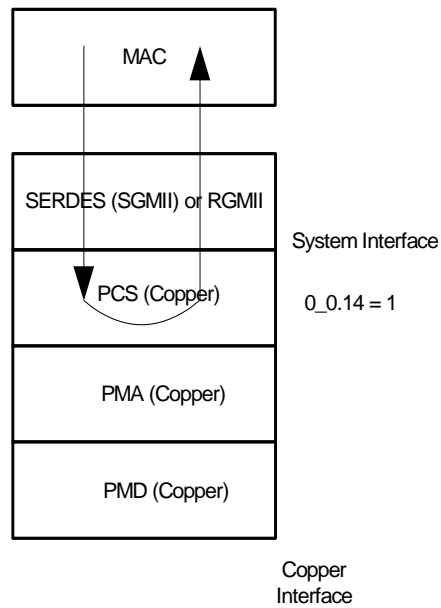 MAC
SERDES (SGMII) or RGMII
System Interface
PCS (Copper)
0_0.14 = 1
PMA (Copper)
PMD (Copper)
Copper
Interface